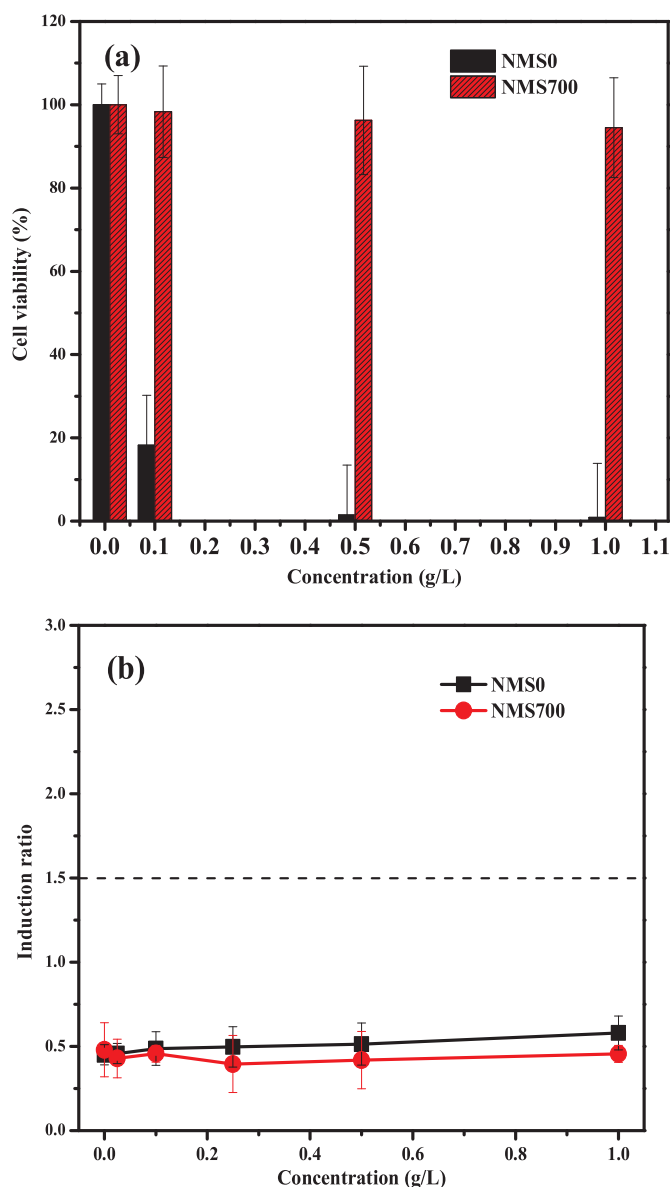 (a)
NMS0
NMS700
120
100
80
60
40
20
0
Cell viability (%)
0.0 0.1 0.2 0.3 0.4 0.5 0.6 0.7 0.8 0.9 1.0 1.1
Concentration (g/L)
(b)
NMS0
NMS700
3.0
2.5
2.0
1.5
1.0
0.5
0.0
Induction ratio
0.0 0.2 0.4 0.6 0.8 1.0
Concentration (g/L)